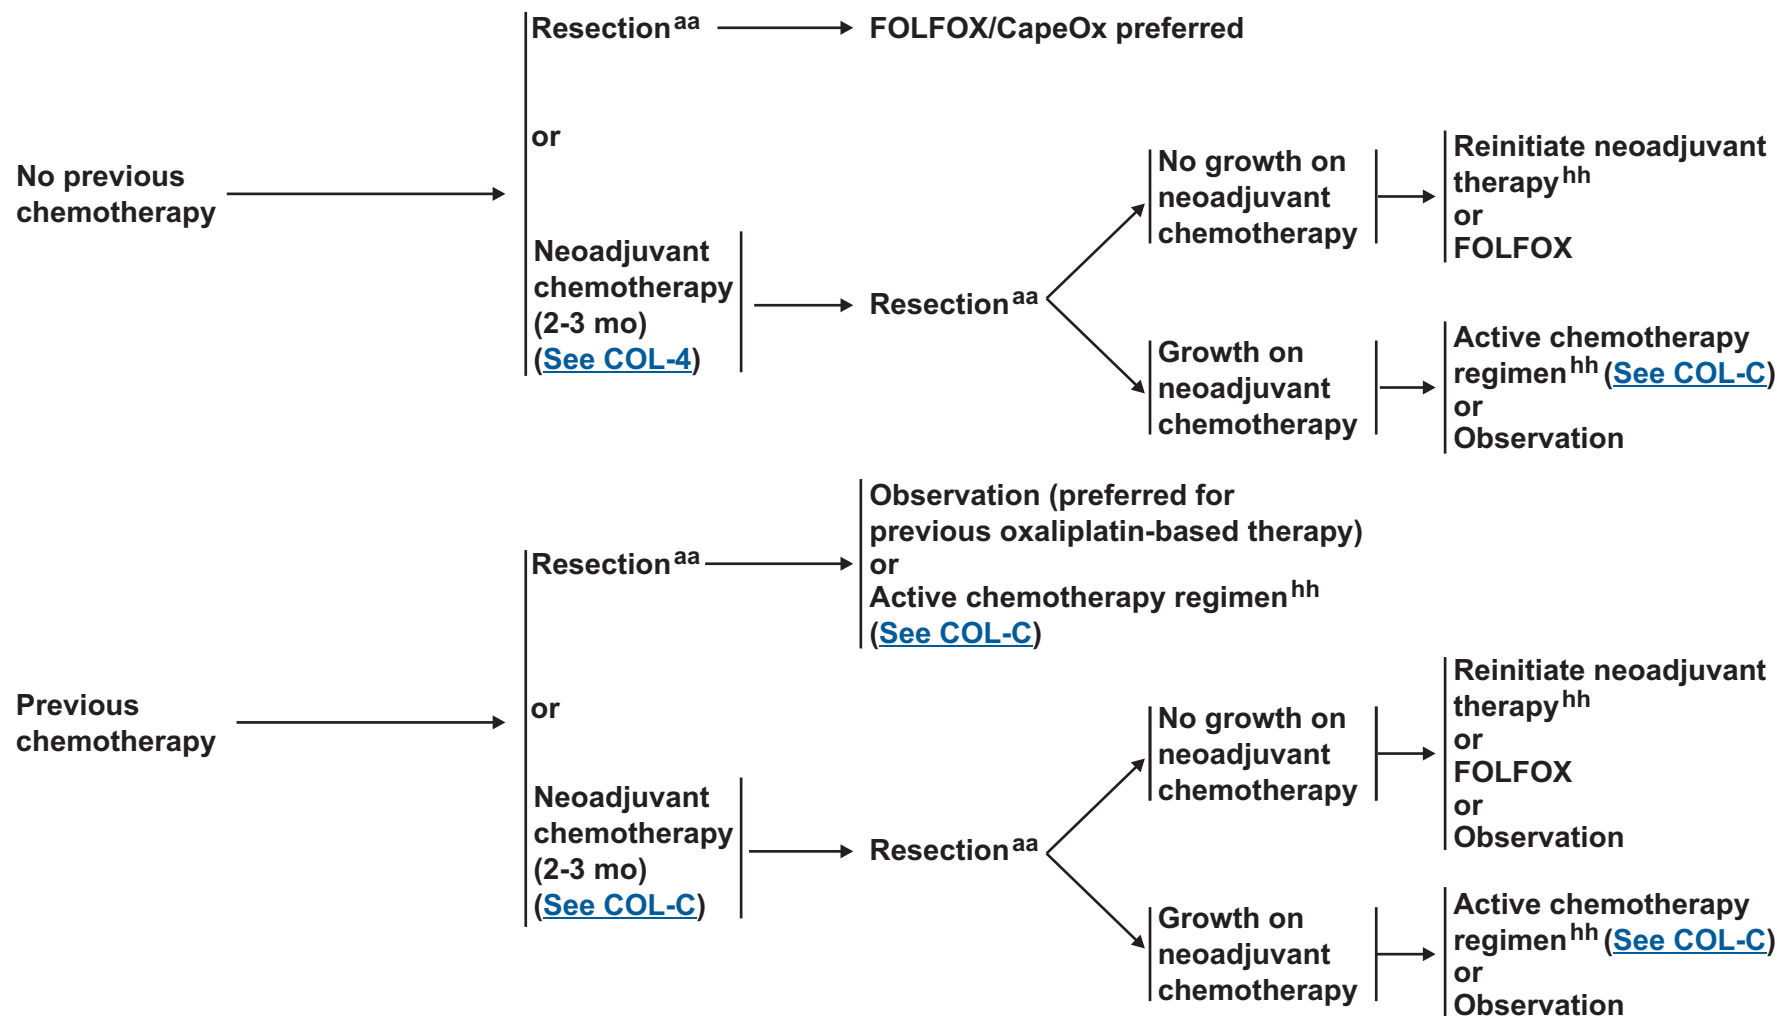 Resection aa
FOLFOX/CapeOx preferred
or
No previous
chemotherapy
Neoadjuvant
chemotherapy
(2-3 mo)
(See COL-4)
Resection aa
No growth on
neoadjuvant
chemotherapy
Reinitiate neoadjuvant
therapy hh
or
FOLFOX
Growth on
neoadjuvant
chemotherapy
Active chemotherapy
regimen hh (See COL-C)
or
Observation
Previous
chemotherapy
Resection aa
Observation (preferred for
previous oxaliplatin-based therapy)
or
Active chemotherapy regimen hh
(See COL-C)
or
Neoadjuvant
chemotherapy
(2-3 mo)
(See COL-C)
Resection aa
No growth on
neoadjuvant
chemotherapy
Reinitiate neoadjuvant
therapy hh
or
FOLFOX
or
Observation
Growth on
neoadjuvant
chemotherapy
Active chemotherapy
regimen hh (See COL-C)
or
Observation